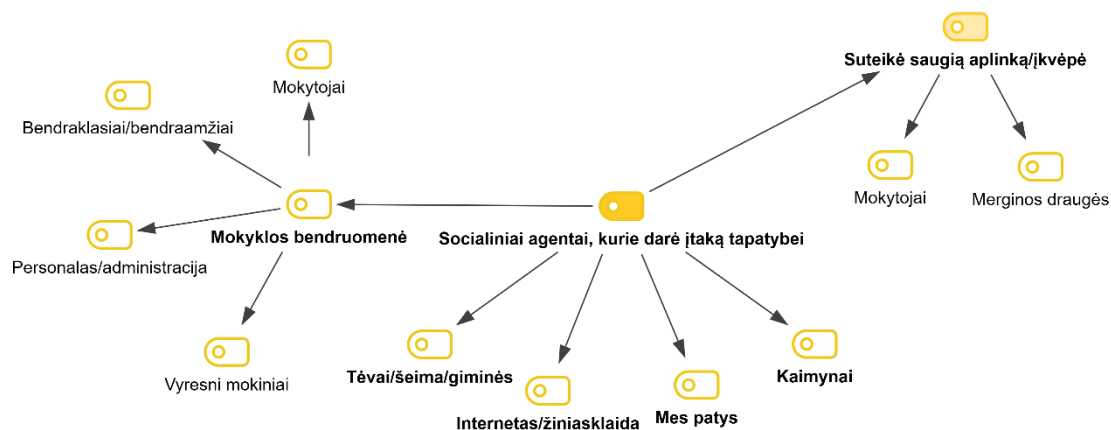 Suteikė saugią aplinką/įkvėpė
Mokytojai
Bendraklasiai/bendraamžiai
Mokytojai
Merginos draugės
Mokyklos bendruomenė
Socialiniai agentai, kurie darė įtaką tapatybei
Personalas/administracija
Tėvai/šeima/giminės
Kaimynai
Vyresni mokiniai
Internetas/žiniasklaida
Mes patys